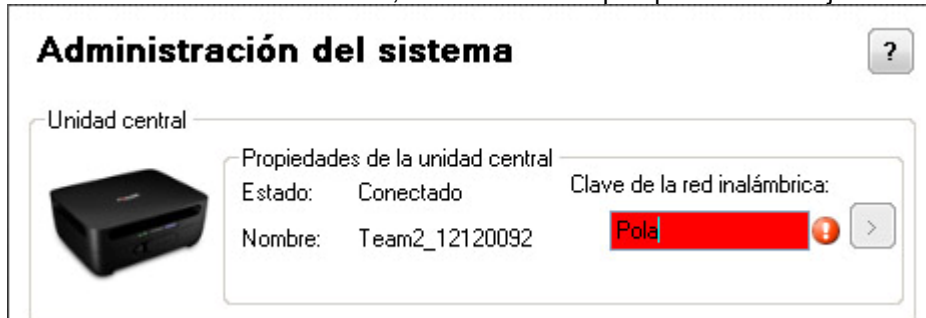 Administración del sistema
?
Unidad central
Propiedades de la unidad central
Estado: Conectado
Clave de la red inalámbrica:
Nombre: Team2_12120092
Pola
!
>